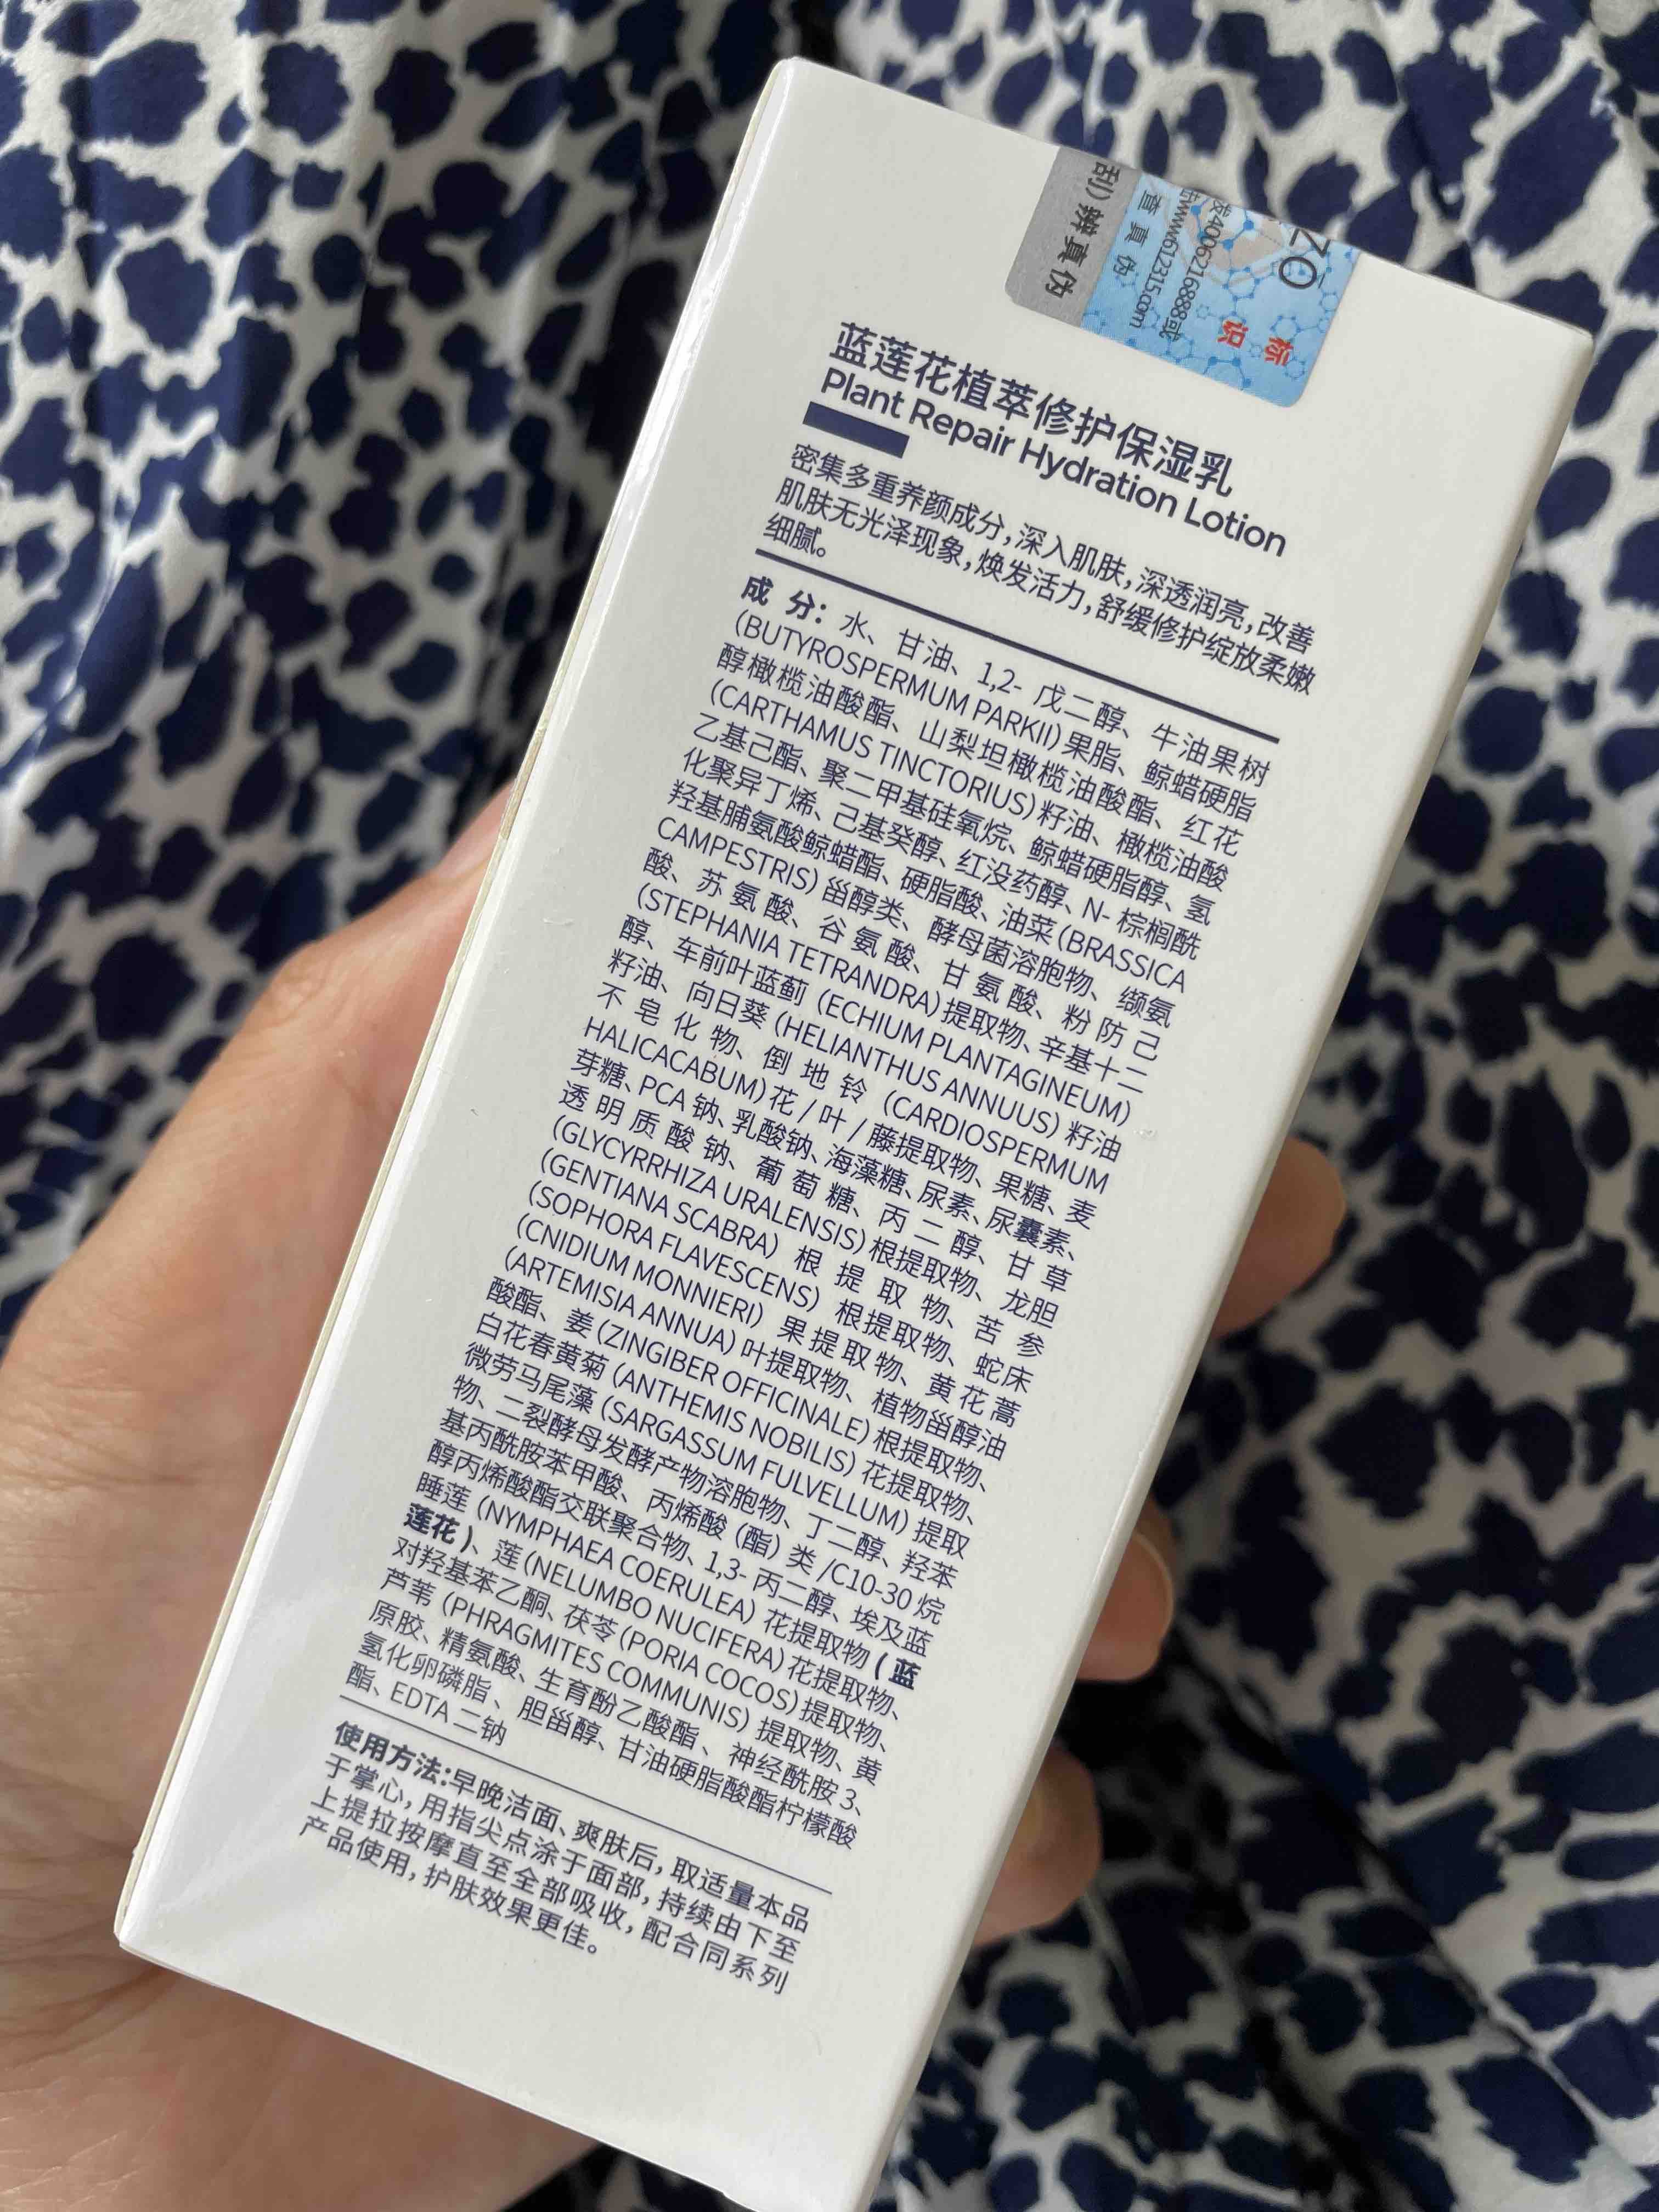 刮)辨真伪
查真伪
www.612315.com
4006216888或
标
识
ZO
蓝莲花植萃修护保湿乳
Plant Repair Hydration Lotion
密集多重养颜成分,深入肌肤,深透润亮,改善
肌肤无光泽现象,焕发活力,舒缓修护绽放柔嫩
细腻。
成 分: 水、甘油、1,2- 戊二醇、牛油果树
(BUTYROSPERMUM PARKII) 果脂、鲸蜡硬脂
醇橄榄油酸酯、山梨坦橄榄油酸酯、红花
(CARTHAMUS TINCTORIUS) 籽油、橄榄油酸
乙基己酯、聚二甲基硅氧烷、鲸蜡硬脂醇、氢
化聚异丁烯、己基癸醇、红没药醇、N- 棕榈酰
羟基脯氨酸鲸蜡酯、硬脂酸、油菜 (BRASSICA
CAMPESTRIS) 甾醇类、酵母菌溶胞物、缬氨
酸、苏氨酸、谷氨酸、甘氨酸、粉防己
(STEPHANIA TETRANDRA) 提取物、辛基十二
醇、车前叶蓝蓟 (ECHIUM PLANTAGINEUM)
籽油、向日葵 (HELIANTHUS ANNUUS) 籽油
不皂化物、倒地铃 (CARDIOSPERMUM
HALICACABUM) 花 / 叶 / 藤提取物、果糖、麦
芽糖、PCA 钠、乳酸钠、海藻糖、尿素、尿囊素、
透明质酸钠、葡萄糖、丙二醇、甘草
(GLYCYRRHIZA URALENSIS) 根提取物、龙胆
(GENTIANA SCABRA) 根提取物、苦参
(SOPHORA FLAVESCENS) 根提取物、蛇床
(CNIDIUM MONNIERI) 果提取物、黄花蒿
(ARTEMISIA ANNUA) 叶提取物、植物甾醇油
酸酯、姜 (ZINGIBER OFFICINALE) 根提取物、
白花春黄菊 (ANTHEMIS NOBILIS) 花提取物、
微劳马尾藻 (SARGASSUM FULVELLUM) 提取
物、二裂酵母发酵产物溶胞物、丁二醇、羟苯
基丙酰胺苯甲酸、丙烯酸 (酯) 类 /C10-30 烷
醇丙烯酸酯交联聚合物、1,3- 丙二醇、埃及蓝
睡莲 (NYMPHAEA COERULEA) 花提取物 (蓝
莲花)、莲 (NELUMBO NUCIFERA) 花提取物、
对羟基苯乙酮、茯苓 (PORIA COCOS) 提取物、
芦苇 (PHRAGMITES COMMUNIS) 提取物、黄
原胶、精氨酸、生育酚乙酸酯、神经酰胺 3、
氢化卵磷脂、胆甾醇、甘油硬脂酸酯柠檬酸
酯、EDTA 二钠
使用方法:早晚洁面、爽肤后,取适量本品
于掌心,用指尖点涂于面部,持续由下至
上提拉按摩直至全部吸收,配合同系列
产品使用,护肤效果更佳。